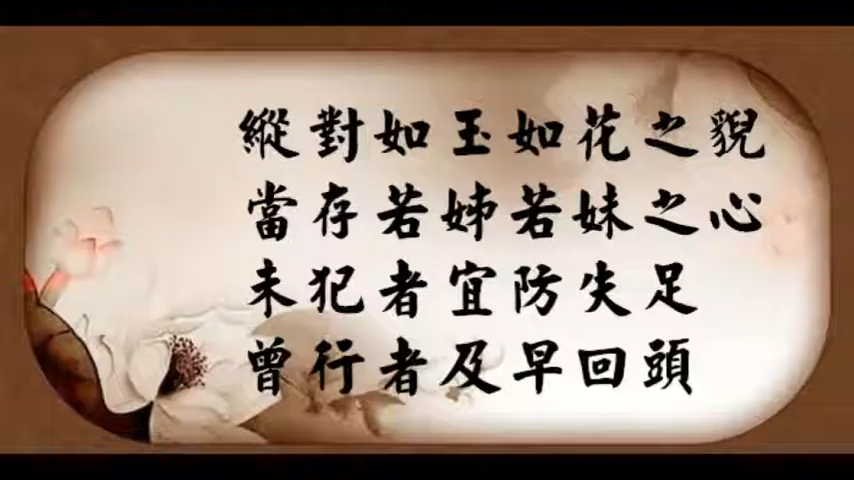 縱對如玉如花之貌
當存若姊若妹之心
未犯者宜防失足
曾行者及早回頭